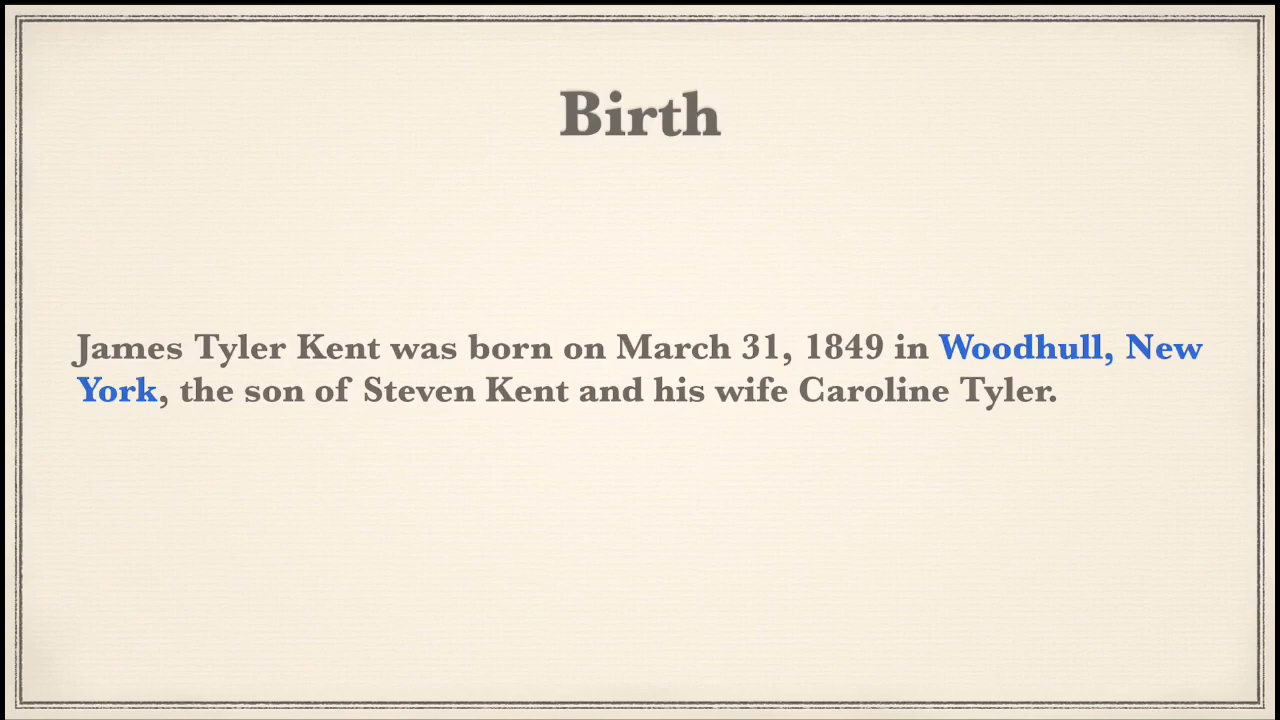 Birth
James Tyler Kent was born on March 31, 1849 in Woodhull, New
York, the son of Steven Kent and his wife Caroline Tyler.